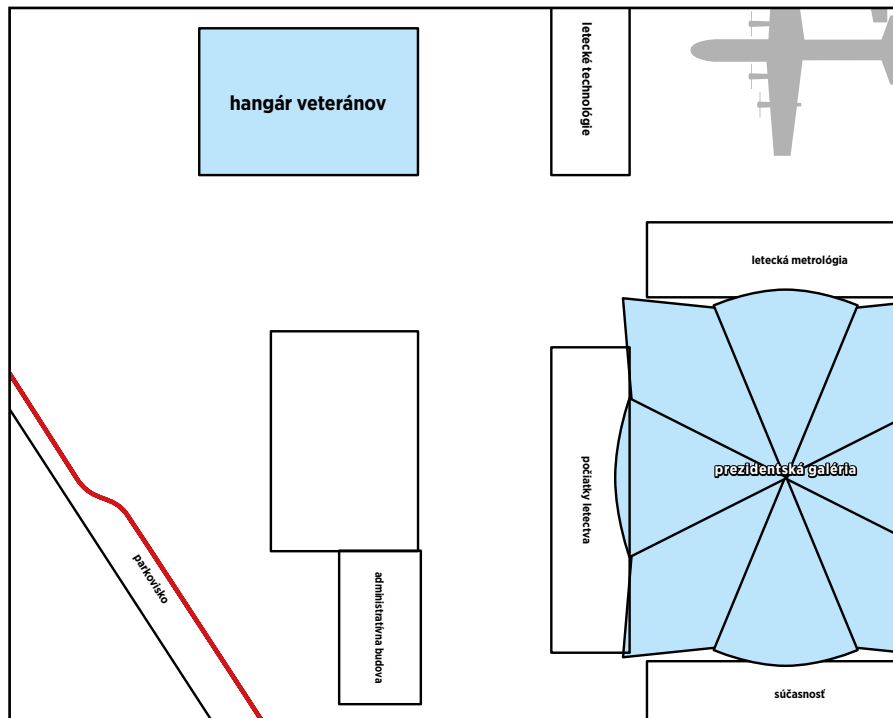 hangár veteránov
letecké technológie
letecká metrológia
prezidentská galéria
počiatky letectva
parkovisko
administratívna budova
súčasnosť